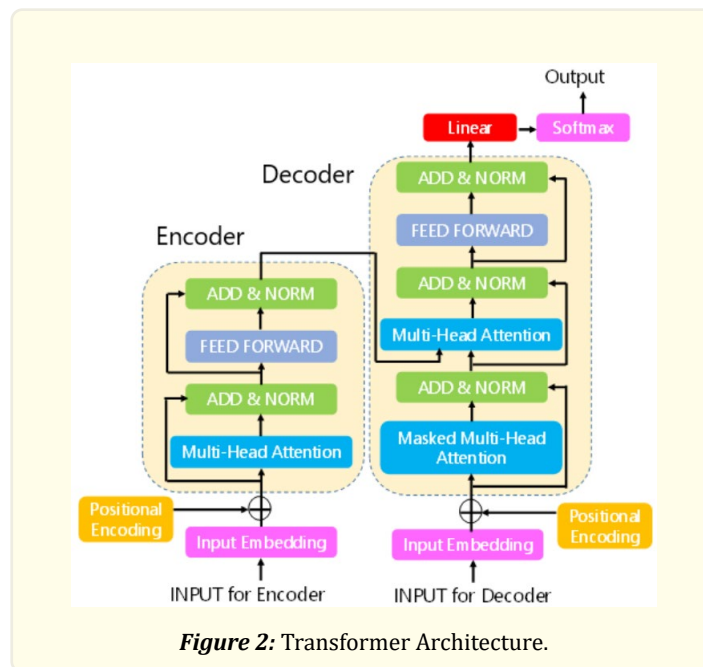 Output
Linear
Softmax
Decoder
ADD & NORM
FEED FORWARD
ADD & NORM
Multi-Head Attention
ADD & NORM
Masked Multi-Head
Attention
Positional
Encoding
Input Embedding
INPUT for Decoder
Encoder
ADD & NORM
FEED FORWARD
ADD & NORM
Multi-Head Attention
Positional
Encoding
Input Embedding
INPUT for Encoder
Figure 2: Transformer Architecture.